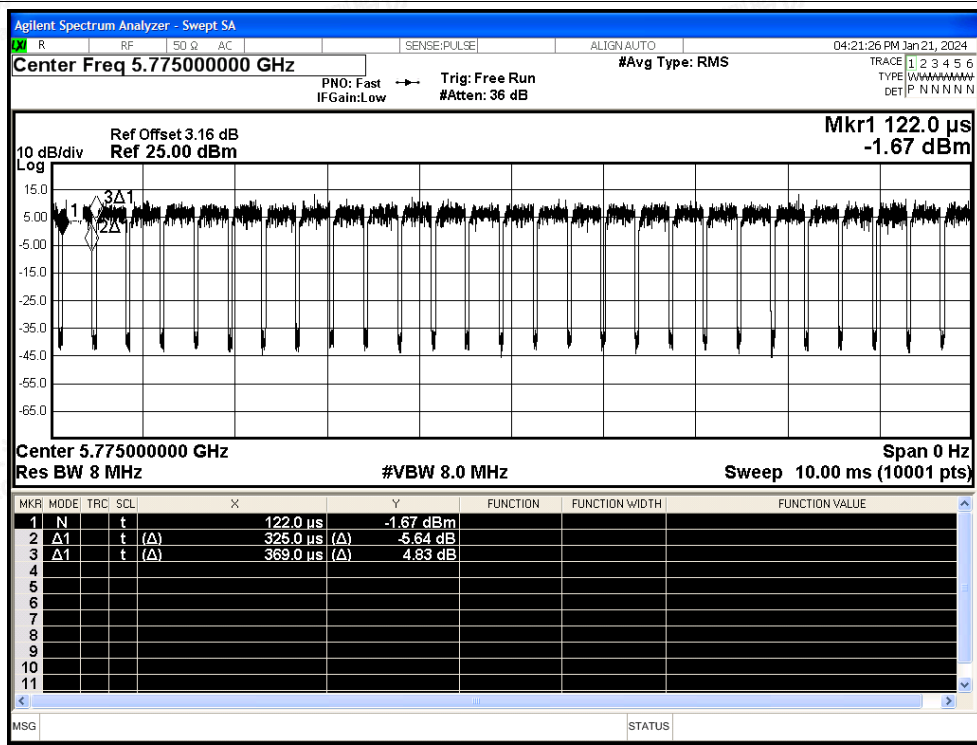 Agilent Spectrum Analyzer - Swept SA
LXI R RF 50 Ω AC SENSE:PULSE ALIGN AUTO 04:21:26 PM Jan 21, 2024
Center Freq 5.775000000 GHz #Avg Type: RMS TRACE 1 2 3 4 5 6
PNO: Fast Trig: Free Run TYPE WWWWWW
IFGain:Low #Atten: 36 dB DET P N N N N N
Mkr1 122.0 µs
Ref Offset 3.16 dB
10 dB/div Ref 25.00 dBm -1.67 dBm
Log
15.0
3Δ1
5.00 1
2Δ1
-5.00
-15.0
-25.0
-35.0
-45.0
-55.0
-65.0
Center 5.775000000 GHz Span 0 Hz
Res BW 8 MHz #VBW 8.0 MHz Sweep 10.00 ms (10001 pts)
MKR MODE TRC SCL X Y FUNCTION FUNCTION WIDTH FUNCTION VALUE
1 N t 122.0 µs -1.67 dBm
2 Δ1 t (Δ) 325.0 µs (Δ) -5.64 dB
3 Δ1 t (Δ) 369.0 µs (Δ) 4.83 dB
4
5
6
7
8
9
10
11
MSG STATUS